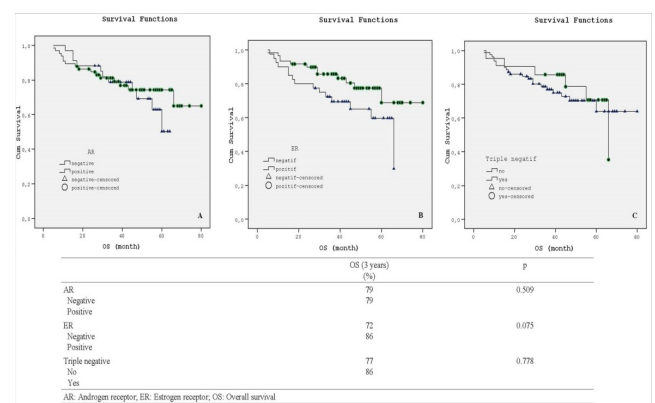 Survival Functions
1,0
0,8
0,6
0,4
0,2
0,0
Cum Survival
AR
negative
positive
negative-censored
positive-censored
A
0
20
40
60
80
OS (month)
Survival Functions
1,0
0,8
0,6
0,4
0,2
0,0
Cum Survival
ER
negatif
pozitif
negatif-censored
pozitif-censored
B
0
20
40
60
80
OS (month)
Survival Functions
1,0
0,8
0,6
0,4
0,2
0,0
Cum Survival
Triple negatif
no
yes
no-censored
yes-censored
C
0
20
40
60
80
OS (month)
OS (3 years) p
(%)
AR 79 0.509
Negative 79
Positive
ER 72 0.075
Negative 86
Positive
Triple negative 77 0.778
No 86
Yes
AR: Androgen receptor; ER: Estrogen receptor; OS: Overall survival